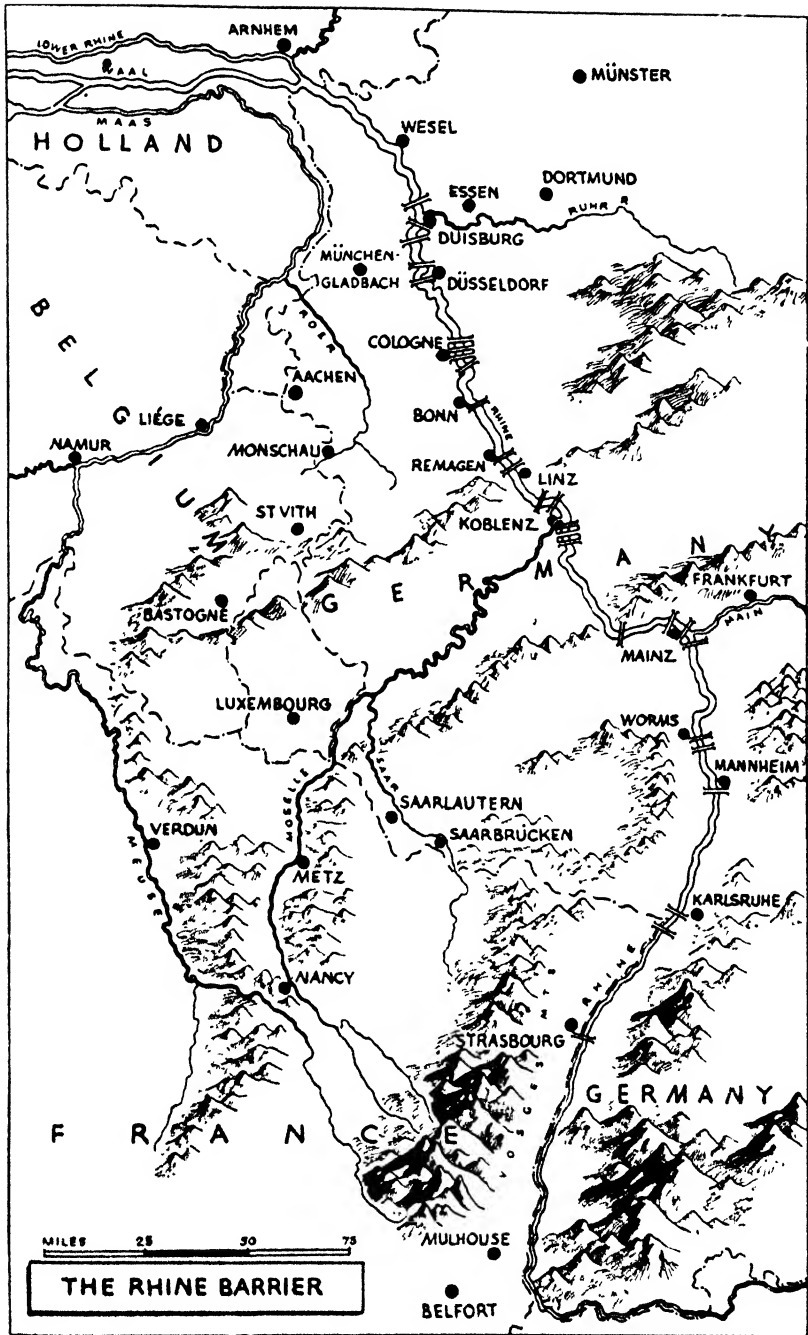 ARNHEM
LOWER RHINE
WAAL
MÜNSTER
MAAS
HOLLAND
WESEL
ESSEN
DORTMUND
RUHR R
DUISBURG
MÜNCHEN-
GLADBACH
DÜSSELDORF
ROER
BELGIUM
COLOGNE
AACHEN
BONN
RHINE
LIÉGE
NAMUR
MONSCHAU
REMAGEN
LINZ
ST VITH
KOBLENZ
GERMANY
FRANKFURT
BASTOGNE
MAIN
MAINZ
LUXEMBOURG
WORMS
MOSELLE
SAAR
MANNHEIM
SAARLAUTERN
VERDUN
SAARBRÜCKEN
MEUSE
METZ
KARLSRUHE
NANCY
RHINE
STRASBOURG
VOSGES MTS
GERMANY
FRANCE
MILES 25 50 75
MULHOUSE
THE RHINE BARRIER
BELFORT